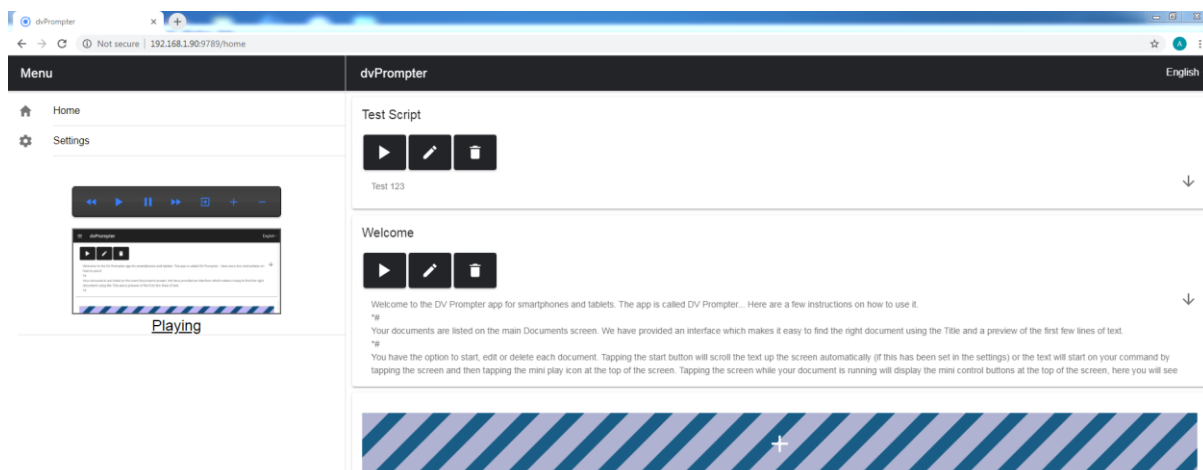 dvPrompter
Not secure | 192.168.1.90:9789/home
A
Menu
dvPrompter
English
Home
Settings
Playing
Test Script
Test 123
Welcome
Welcome to the DV Prompter app for smartphones and tablets. The app is called DV Prompter... Here are a few instructions on how to use it.
*#
Your documents are listed on the main Documents screen. We have provided an interface which makes it easy to find the right document using the Title and a preview of the first few lines of text.
*#
You have the option to start, edit or delete each document. Tapping the start button will scroll the text up the screen automatically (if this has been set in the settings) or the text will start on your command by
tapping the screen and then tapping the mini play icon at the top of the screen. Tapping the screen while your document is running will display the mini control buttons at the top of the screen, here you will see